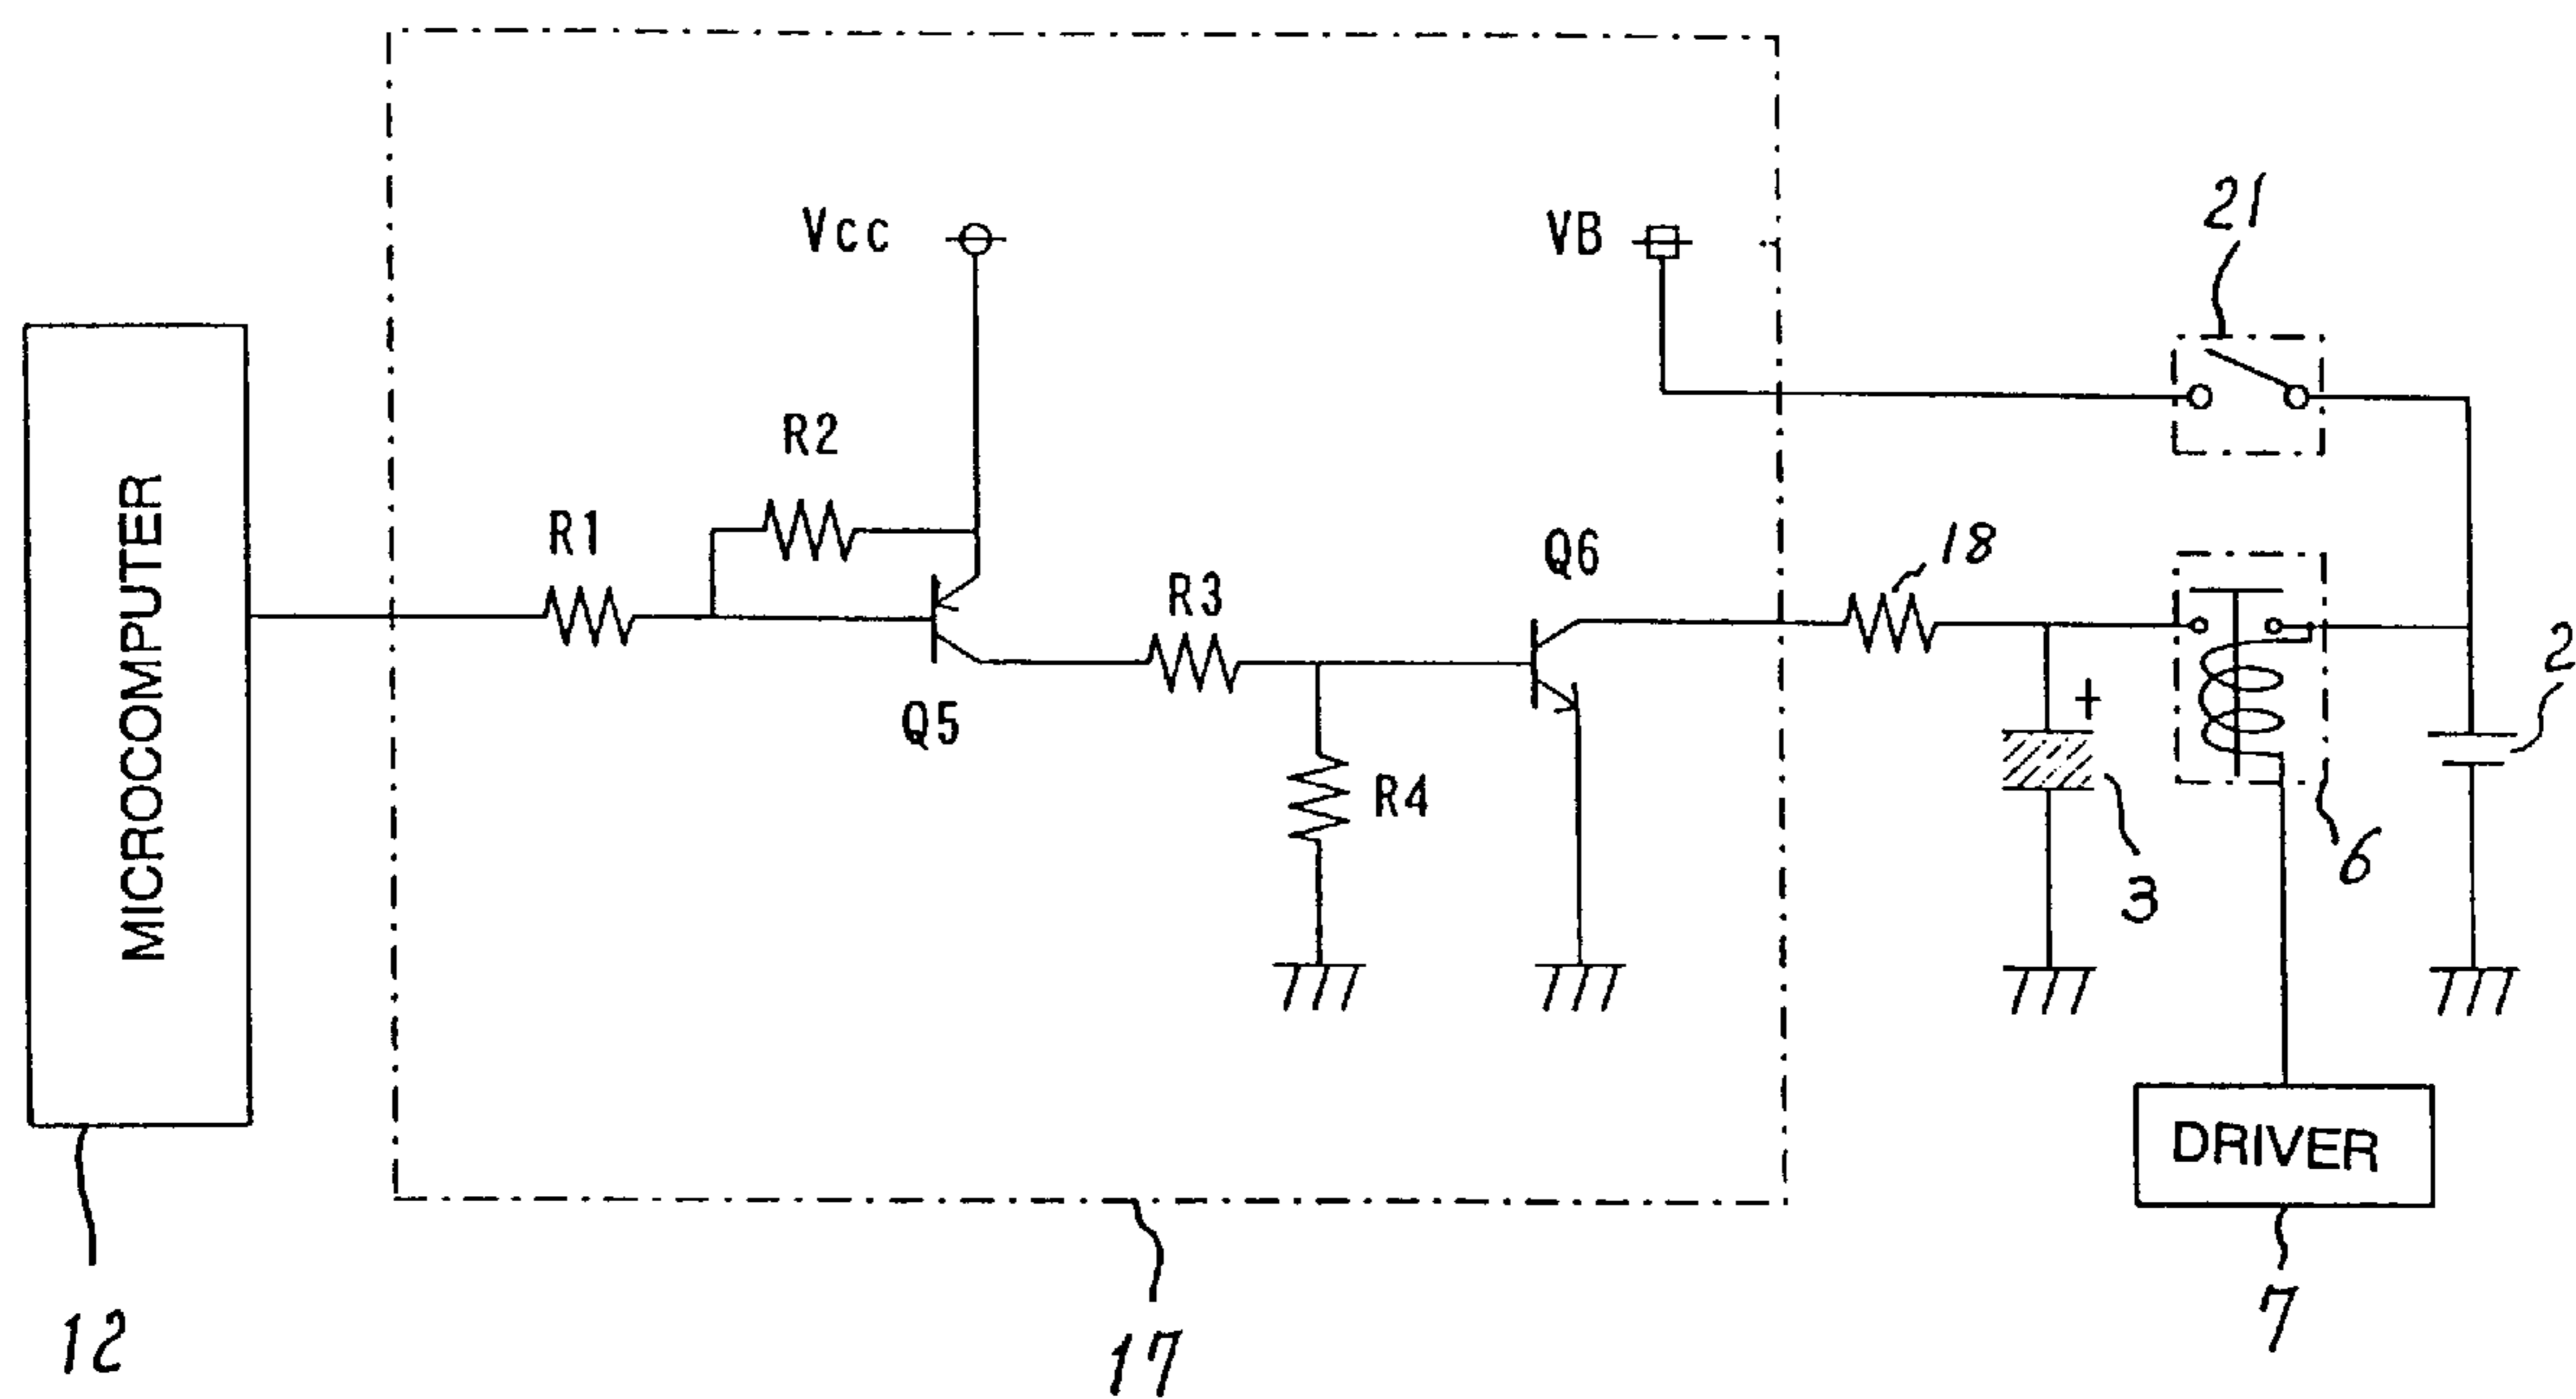 21
Vcc
VB
R2
R1
Q6
18
R3
MICROCOMPUTER
2
Q5
+
R4
6
3
DRIVER
12
17
7